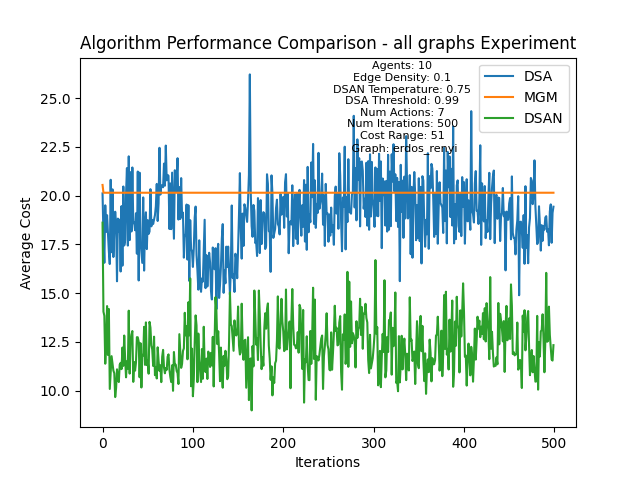 Algorithm Performance Comparison - all graphs Experiment
Agents: 10
Edge Density: 0.1
DSAN Temperature: 0.75
DSA Threshold: 0.99
Num Actions: 7
Num Iterations: 500
Cost Range: 51
Graph: erdos_renyi
DSA
MGM
DSAN
Average Cost
25.0
22.5
20.0
17.5
15.0
12.5
10.0
0
100
200
300
400
500
Iterations